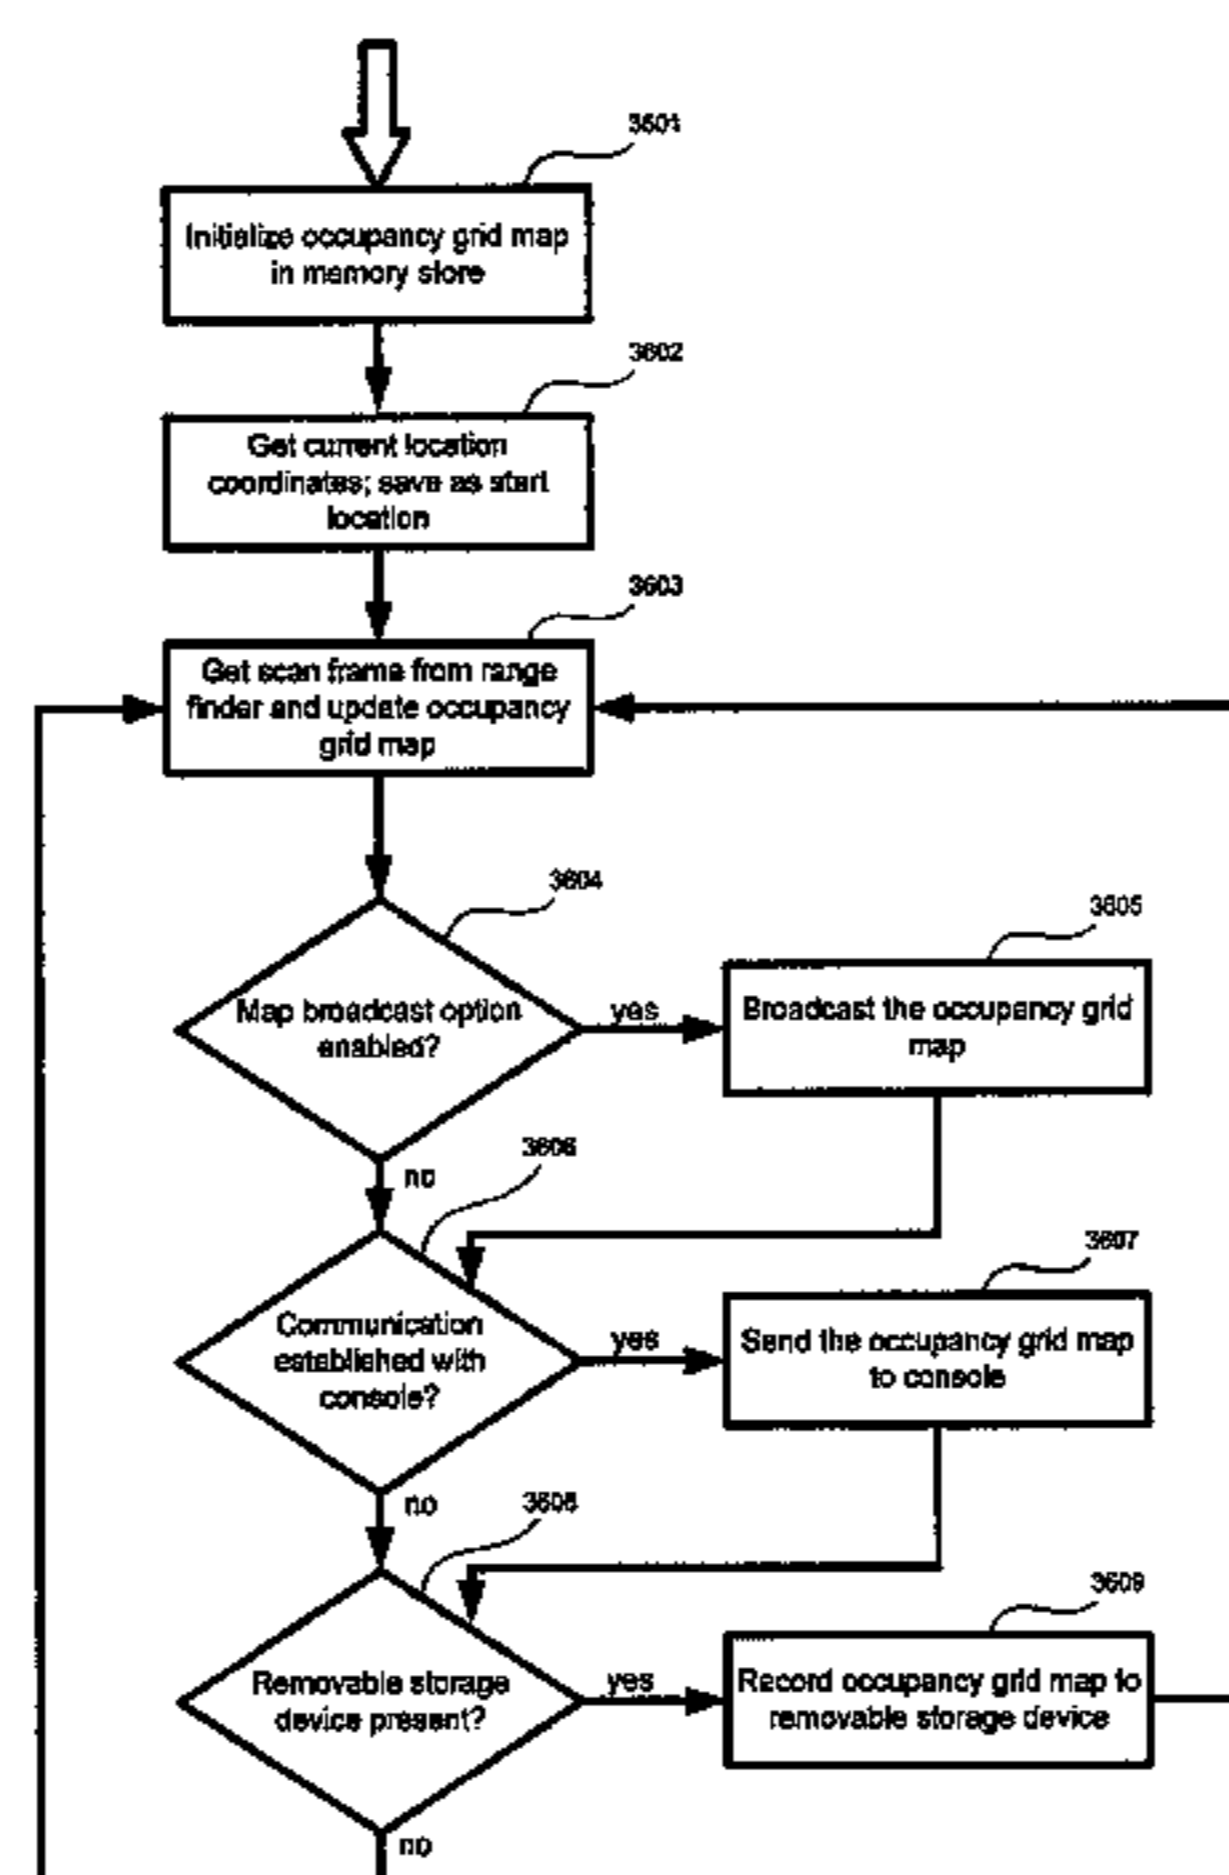 3601
Initialize occupancy grid map
in memory store
3602
Get current location
coordinates; save as start
location
3603
Get scan frame from range
finder and update occupancy
grid map
3604
Map broadcast option
enabled?
yes
3605
Broadcast the occupancy grid
map
no
3606
Communication
established with
console?
yes
3607
Send the occupancy grid map
to console
no
3608
Removable storage
device present?
yes
3609
Record occupancy grid map to
removable storage device
no